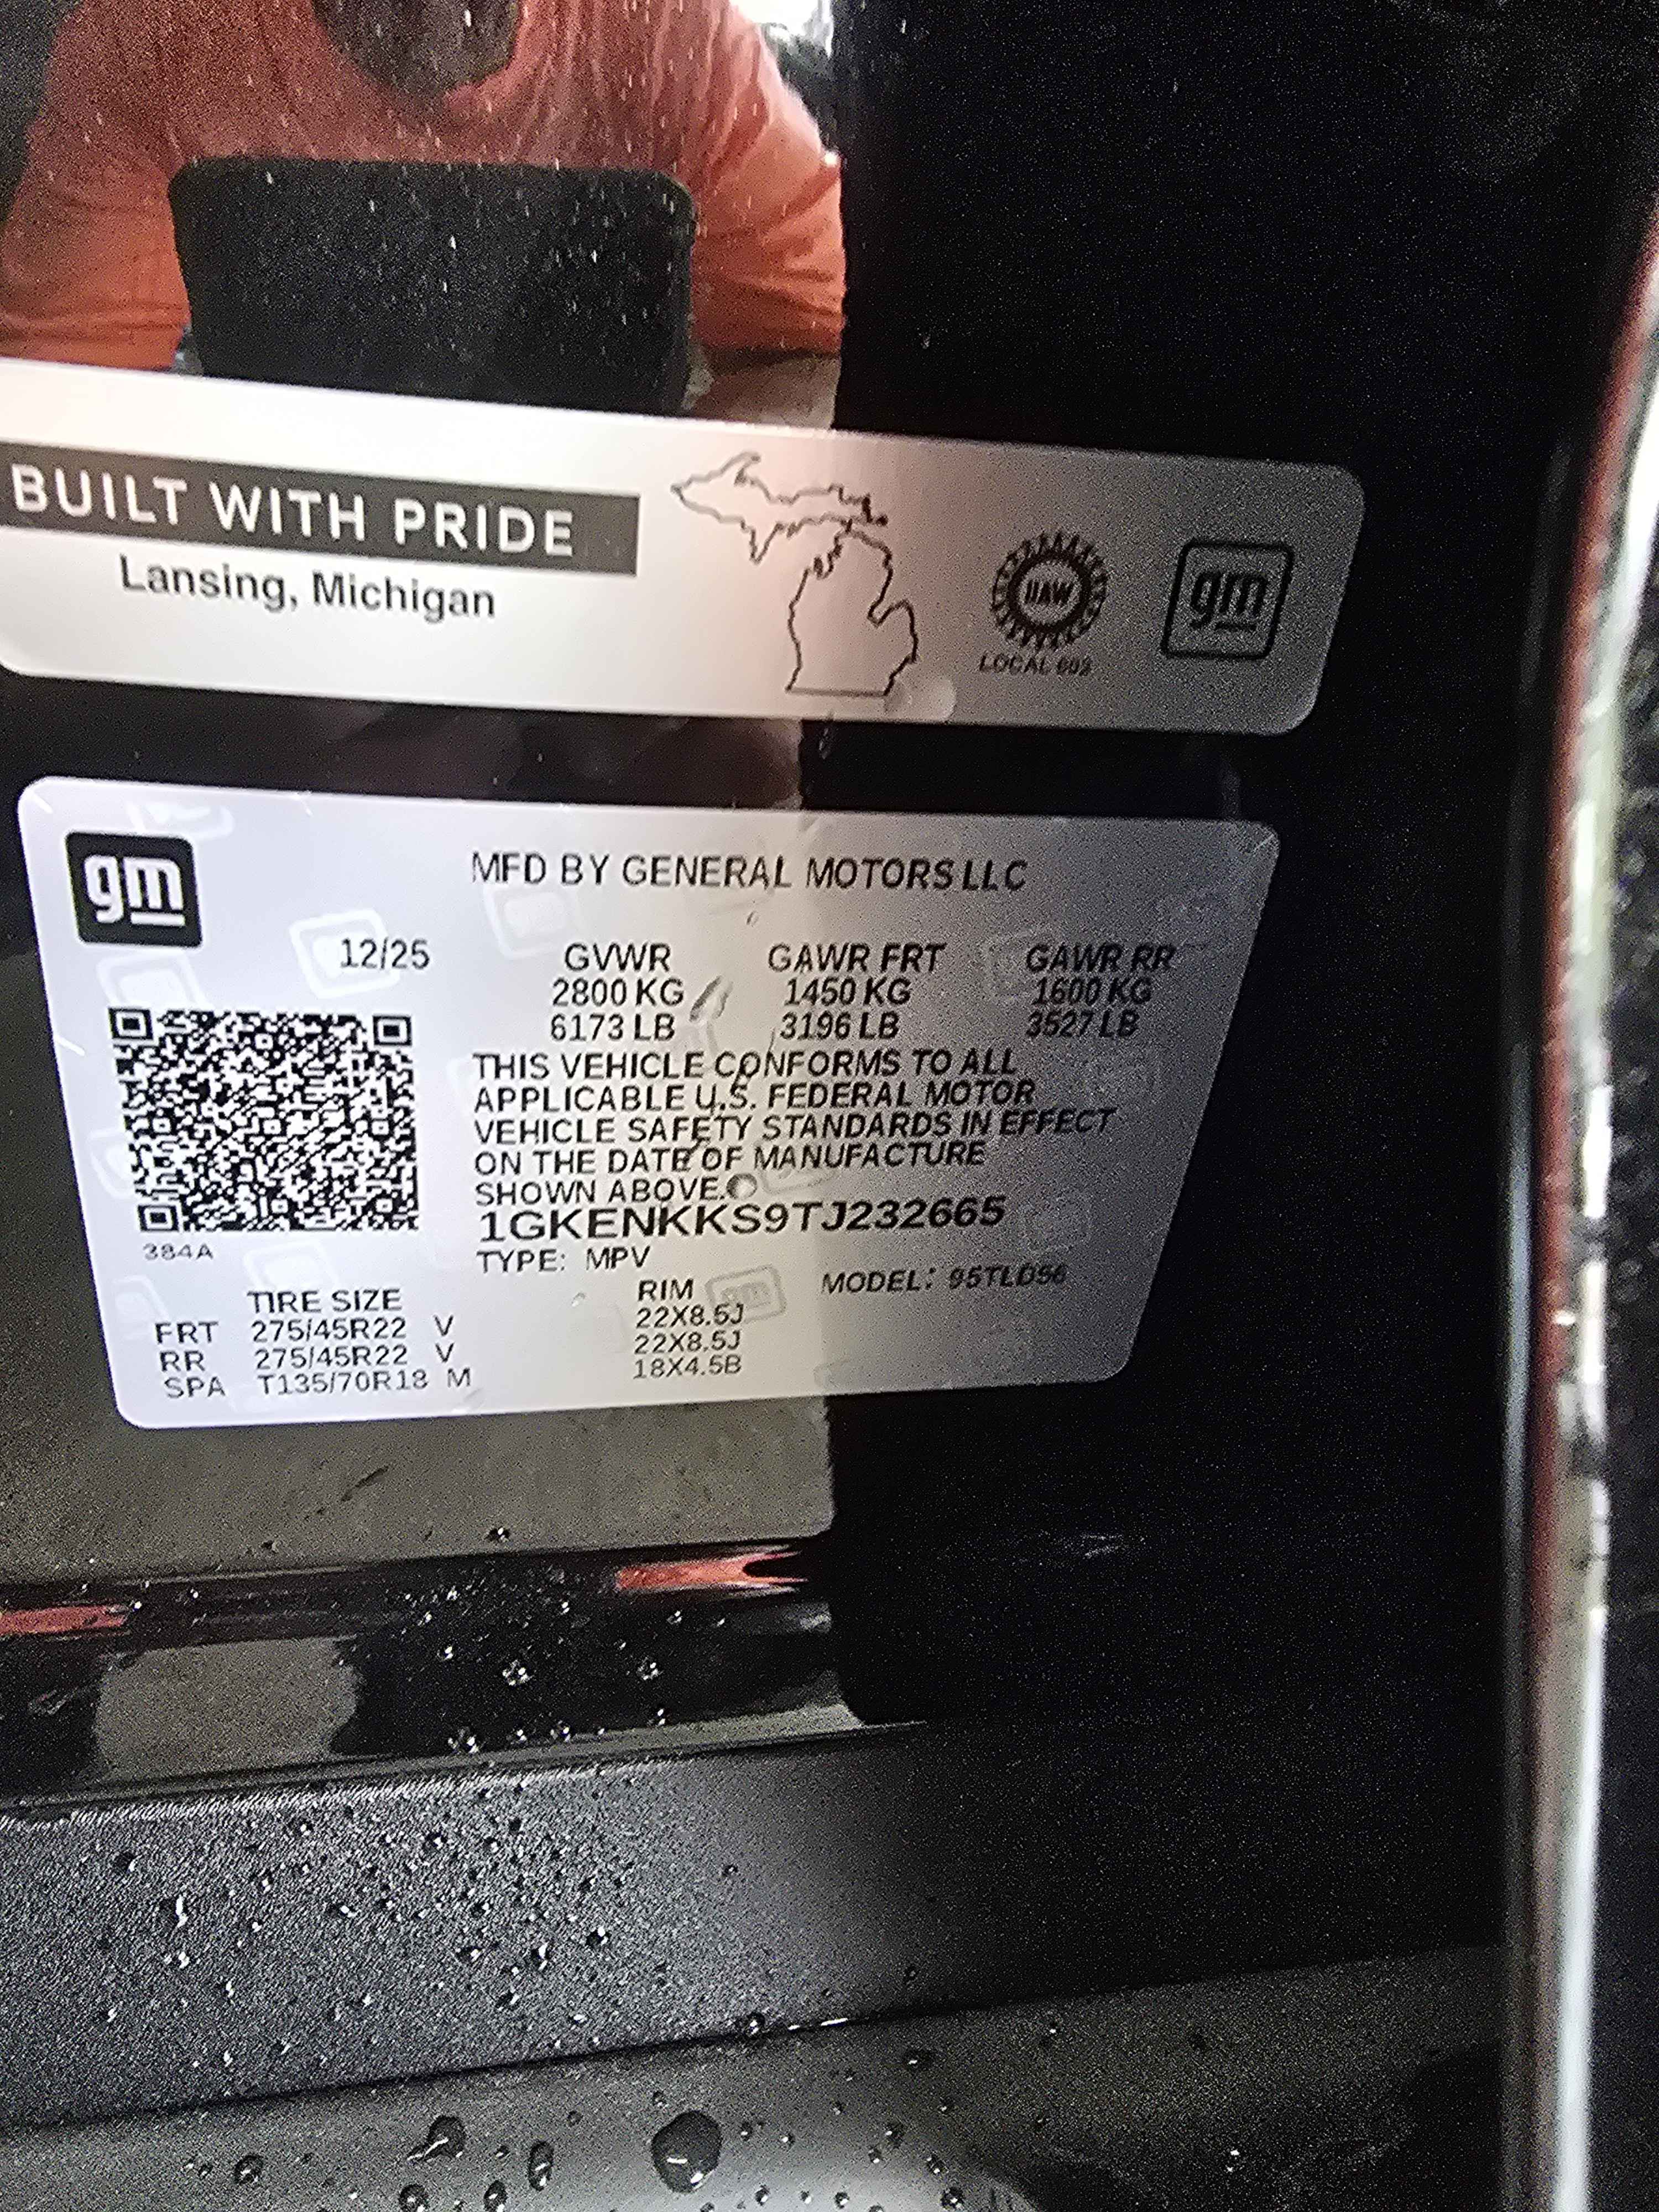 BUILT WITH PRIDE
Lansing, Michigan
UAW
LOCAL 602
gm
gm
MFD BY GENERAL MOTORS LLC
12/25 GVWR GAWR FRT GAWR RR
2800 KG 1450 KG 1600 KG
6173 LB 3196 LB 3527 LB
THIS VEHICLE CONFORMS TO ALL
APPLICABLE U.S. FEDERAL MOTOR
VEHICLE SAFETY STANDARDS IN EFFECT
ON THE DATE OF MANUFACTURE
SHOWN ABOVE.
1GKENKKS9TJ232665
384A
TYPE: MPV
TIRE SIZE RIM MODEL: 95TLD56
FRT 275/45R22 V 22X8.5J
RR 275/45R22 V 22X8.5J
SPA T135/70R18 M 18X4.5B